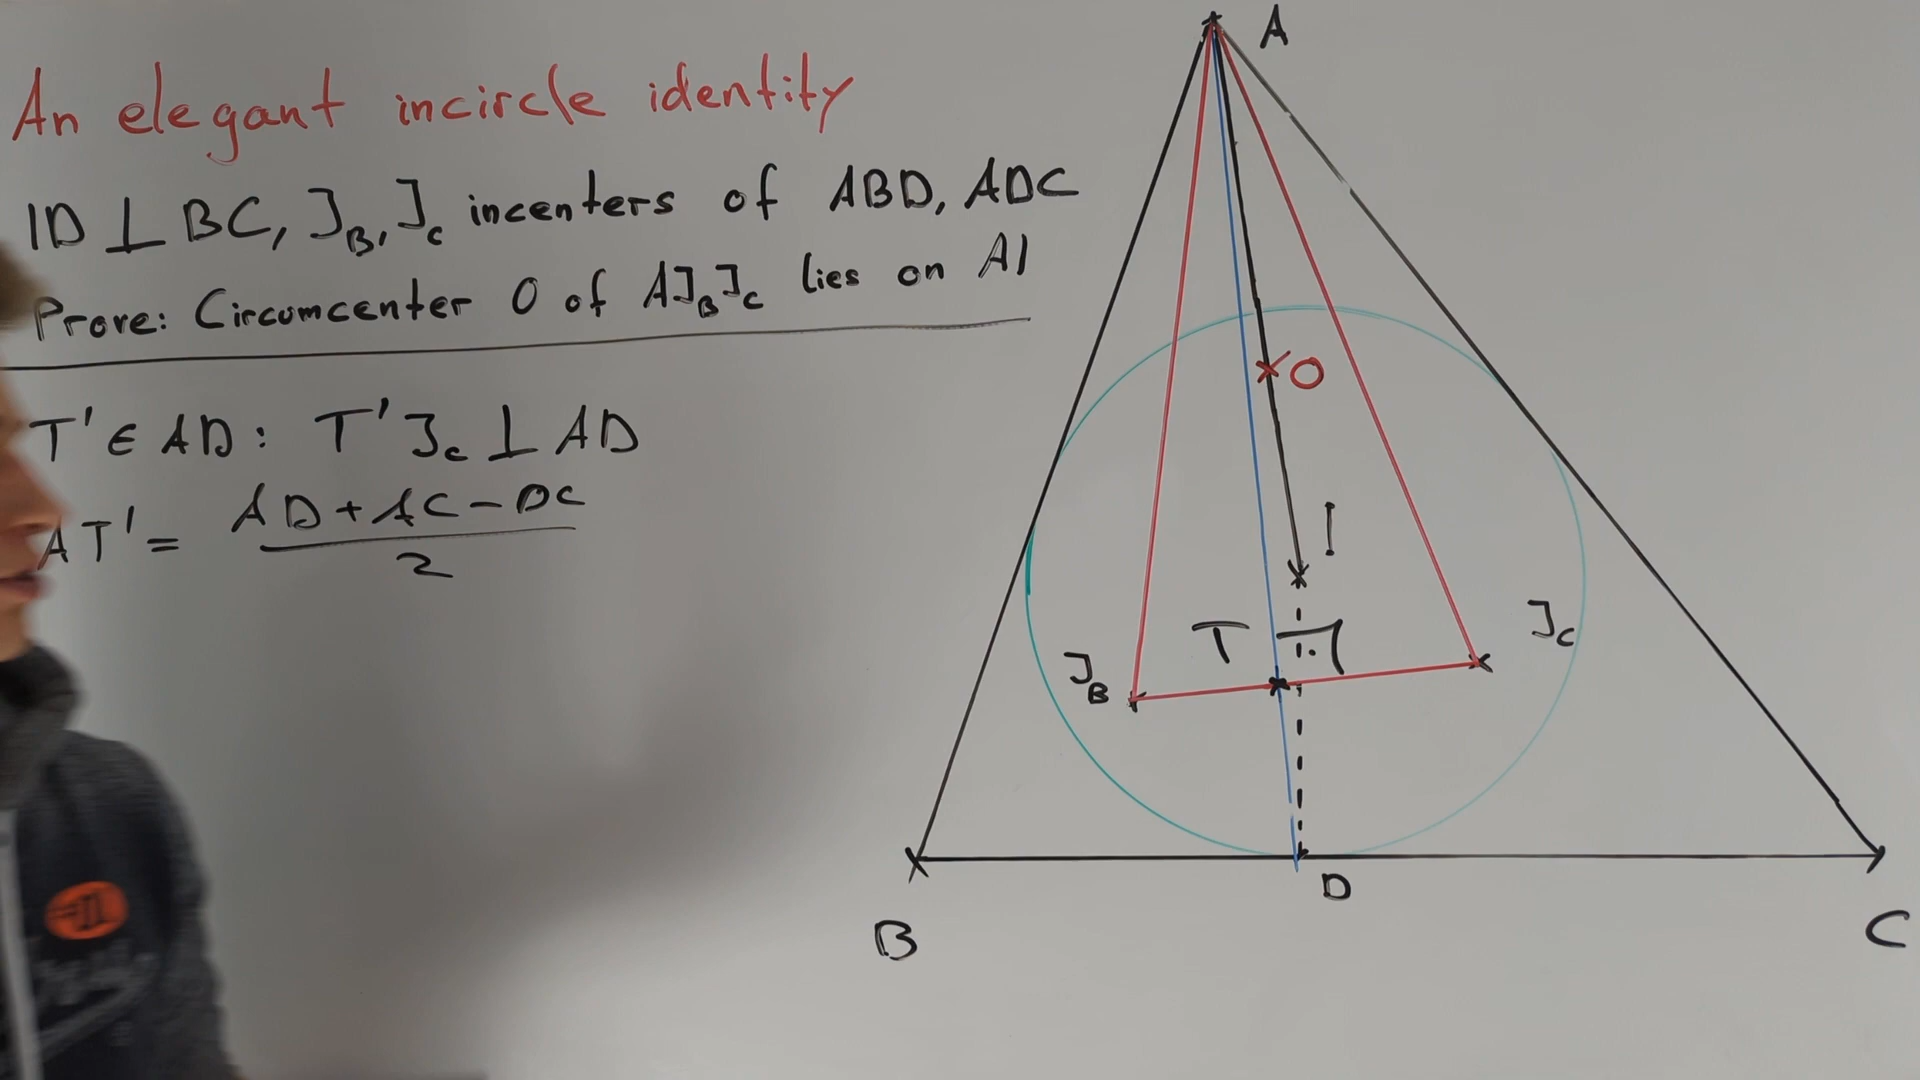 An elegant incircle identity
ID ⊥ BC, J_B, J_C incenters of ABD, ADC
Prove: Circumcenter O of AJ_BJ_C lies on AI
T' ∈ AD: T'J_C ⊥ AD
AT' = (AD + AC - DC)/2
A
O
I
T
J_B
J_C
D
B
C